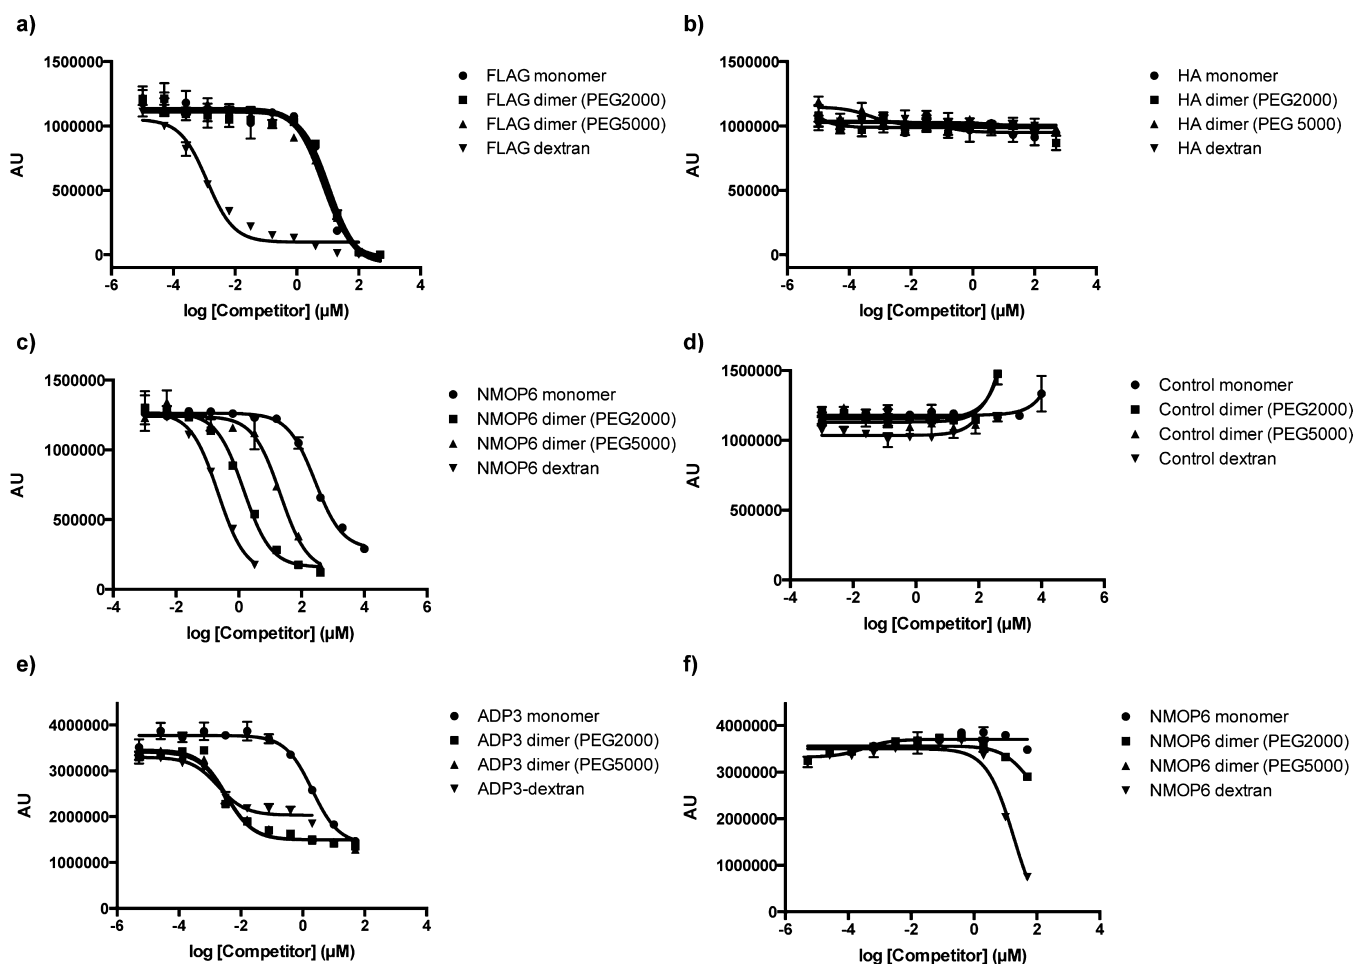 a)
1500000
1000000
500000
0
AU
-6
-4
-2
0
2
4
log [Competitor] (µM)
FLAG monomer
FLAG dimer (PEG2000)
FLAG dimer (PEG5000)
FLAG dextran
b)
1500000
1000000
500000
0
AU
-6
-4
-2
0
2
4
log [Competitor] (µM)
HA monomer
HA dimer (PEG2000)
HA dimer (PEG 5000)
HA dextran
c)
1500000
1000000
500000
0
AU
-4
-2
0
2
4
6
log [Competitor] (µM)
NMOP6 monomer
NMOP6 dimer (PEG2000)
NMOP6 dimer (PEG5000)
NMOP6 dextran
d)
1500000
1000000
500000
0
AU
-4
-2
0
2
4
6
log [Competitor] (µM)
Control monomer
Control dimer (PEG2000)
Control dimer (PEG5000)
Control dextran
e)
4000000
3000000
2000000
1000000
0
AU
-6
-4
-2
0
2
4
log [Competitor] (µM)
ADP3 monomer
ADP3 dimer (PEG2000)
ADP3 dimer (PEG5000)
ADP3-dextran
f)
4000000
3000000
2000000
1000000
0
AU
-6
-4
-2
0
2
4
log [Competitor] (µM)
NMOP6 monomer
NMOP6 dimer (PEG2000)
NMOP6 dimer (PEG5000)
NMOP6 dextran